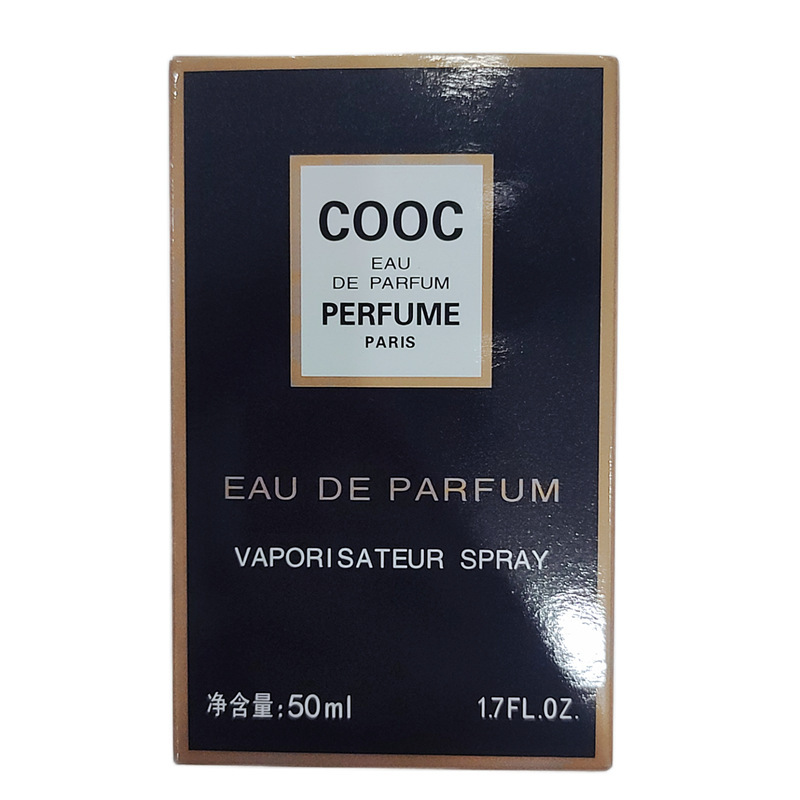 COOC
EAU
DE PARFUM
PERFUME
PARIS
EAU DE PARFUM
VAPORISATEUR SPRAY
净含量:50ml
1.7FL.OZ.